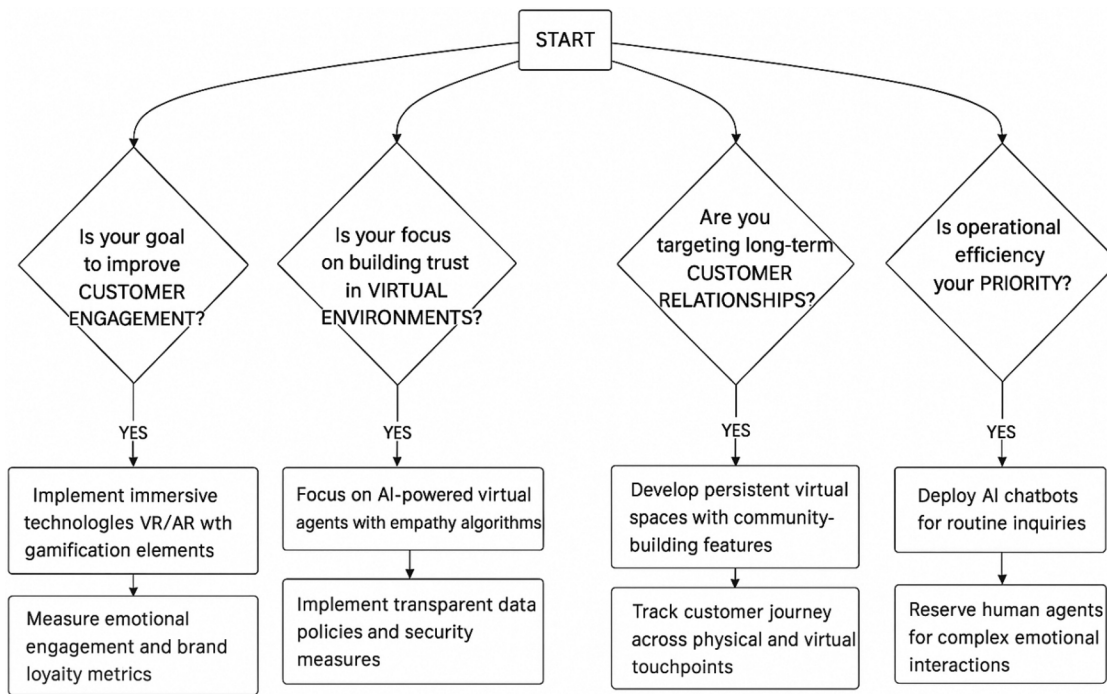 START
Is your goal
to improve
CUSTOMER
ENGAGEMENT?
YES
Implement immersive
technologies VR/AR wth
gamification elements
Measure emotional
engagement and brand
loyaity metrics
Is your focus
on building trust
in VIRTUAL
ENVIRONMENTS?
YES
Focus on AI-powered virtual
agents with empathy algorithms
Implement transparent data
policies and security
measures
Are you
targeting long-term
CUSTOMER
RELATIONSHIPS?
YES
Develop persistent virtual
spaces with community-
building features
Track customer journey
across physical and virtual
touchpoints
Is operational
efficiency
your PRIORITY?
YES
Deploy AI chatbots
for routine inquiries
Reserve human agents
for complex emotional
interactions